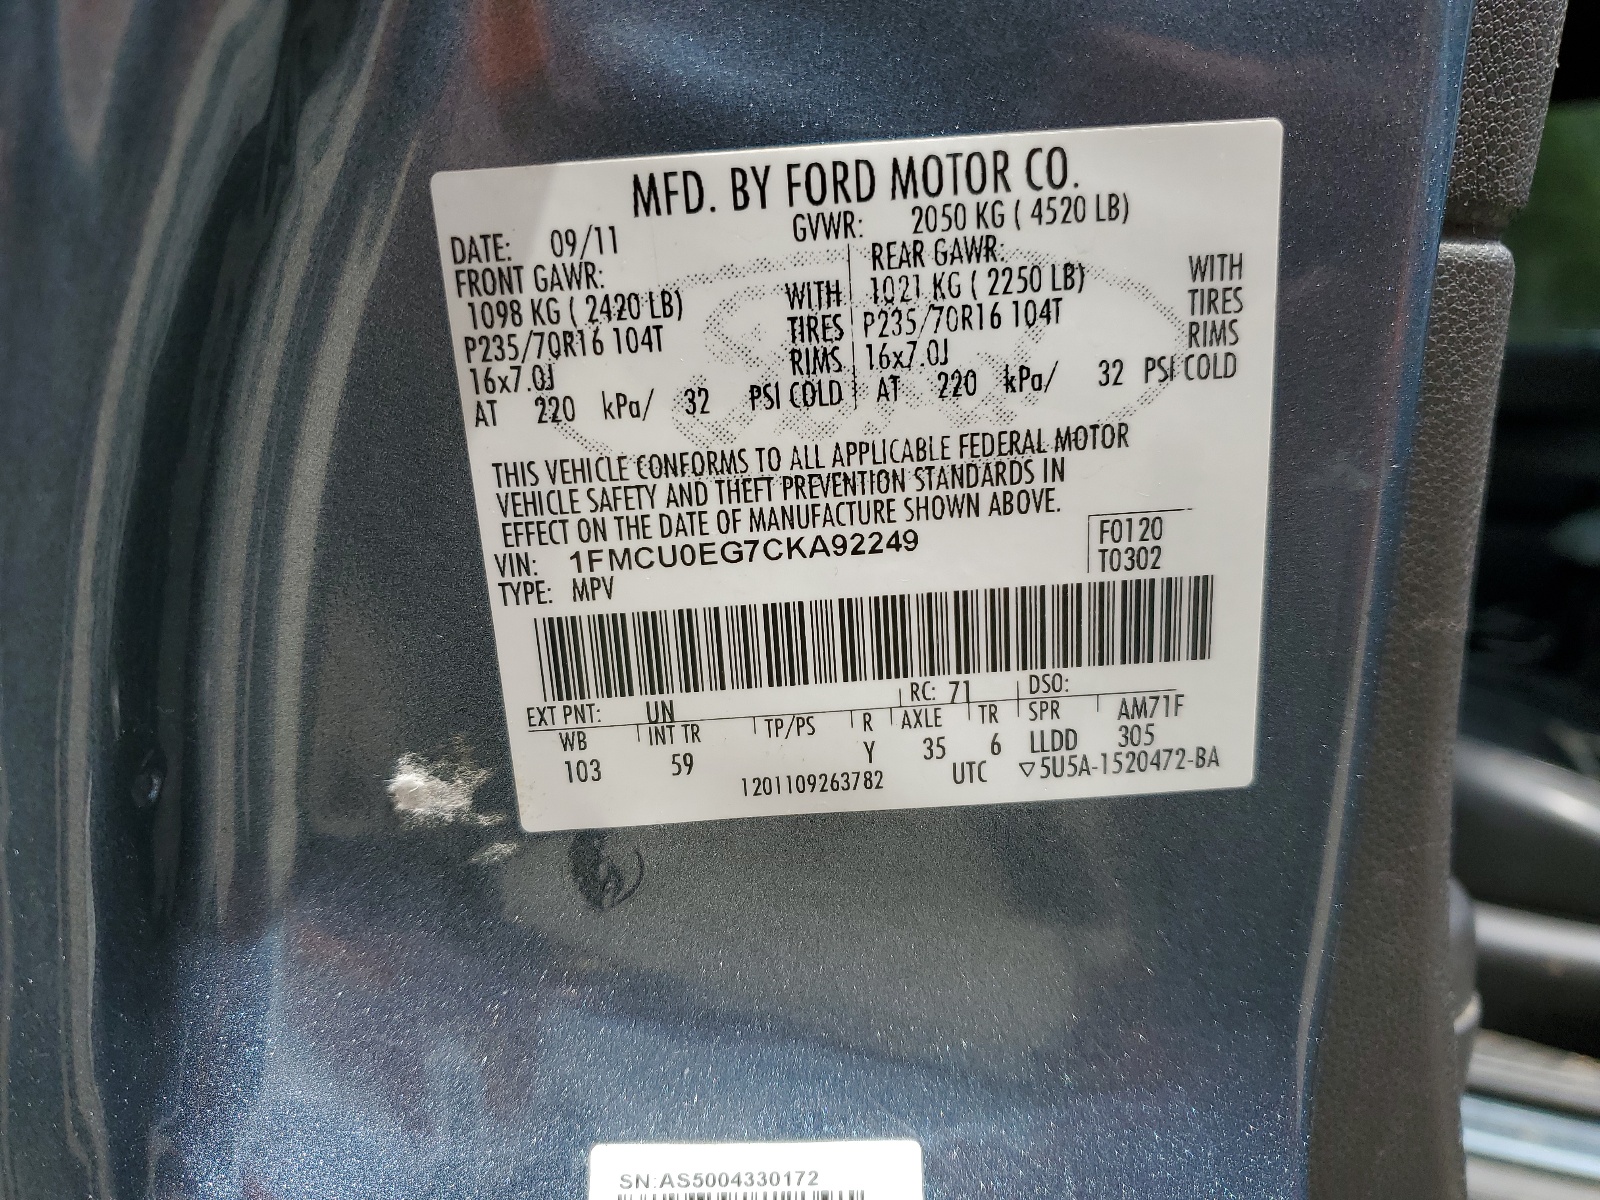 MFD. BY FORD MOTOR CO.
DATE: 09/11 GVWR: 2050 KG ( 4520 LB)
FRONT GAWR: REAR GAWR:
1098 KG ( 2420 LB) WITH 1021 KG ( 2250 LB) WITH
P235/70R16 104T TIRES P235/70R16 104T TIRES
16x7.0J RIMS 16x7.0J RIMS
AT 220 kPa/ 32 PSI COLD AT 220 kPa/ 32 PSI COLD
THIS VEHICLE CONFORMS TO ALL APPLICABLE FEDERAL MOTOR
VEHICLE SAFETY AND THEFT PREVENTION STANDARDS IN
EFFECT ON THE DATE OF MANUFACTURE SHOWN ABOVE.
VIN: 1FMCU0EG7CKA92249 F0120
TYPE: MPV T0302
EXT PNT: UN RC: 71 DSO:
WB INT TR TP/PS R AXLE TR SPR AM71F
103 59 Y 35 6 LLDD 305
1201109263782 UTC ▽5U5A-1520472-BA
SN:AS5004330172